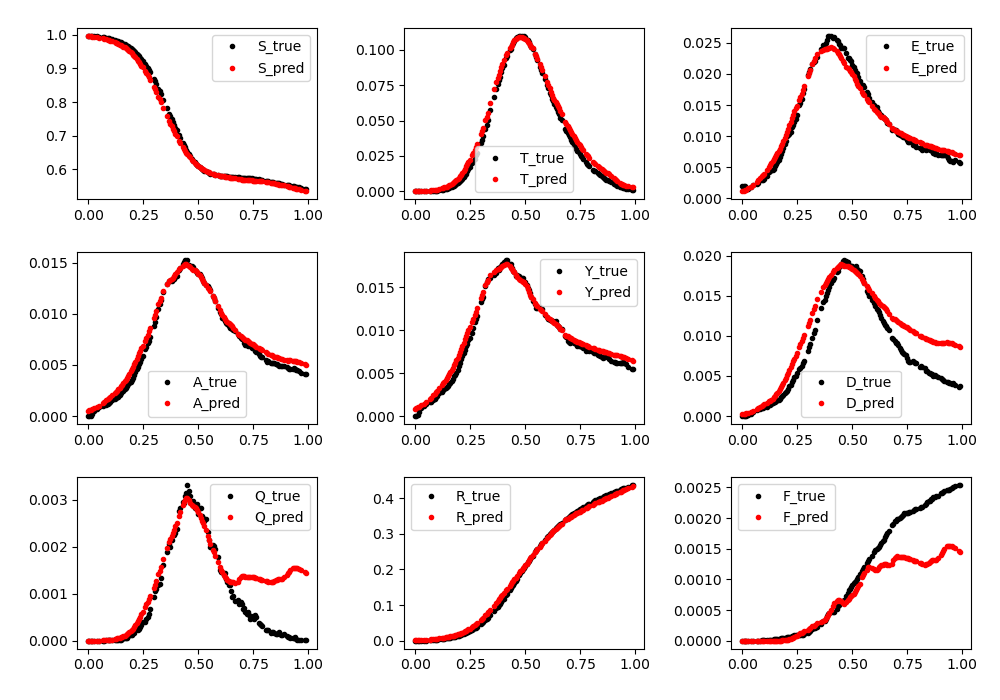 1.0
0.9
0.8
0.7
0.6
0.00 0.25 0.50 0.75 1.00
S_true
S_pred
0.100
0.075
0.050
0.025
0.000
0.00 0.25 0.50 0.75 1.00
T_true
T_pred
0.025
0.020
0.015
0.010
0.005
0.000
0.00 0.25 0.50 0.75 1.00
E_true
E_pred
0.015
0.010
0.005
0.000
0.00 0.25 0.50 0.75 1.00
A_true
A_pred
0.015
0.010
0.005
0.000
0.00 0.25 0.50 0.75 1.00
Y_true
Y_pred
0.020
0.015
0.010
0.005
0.000
0.00 0.25 0.50 0.75 1.00
D_true
D_pred
0.003
0.002
0.001
0.000
0.00 0.25 0.50 0.75 1.00
Q_true
Q_pred
0.4
0.3
0.2
0.1
0.0
0.00 0.25 0.50 0.75 1.00
R_true
R_pred
0.0025
0.0020
0.0015
0.0010
0.0005
0.0000
0.00 0.25 0.50 0.75 1.00
F_true
F_pred